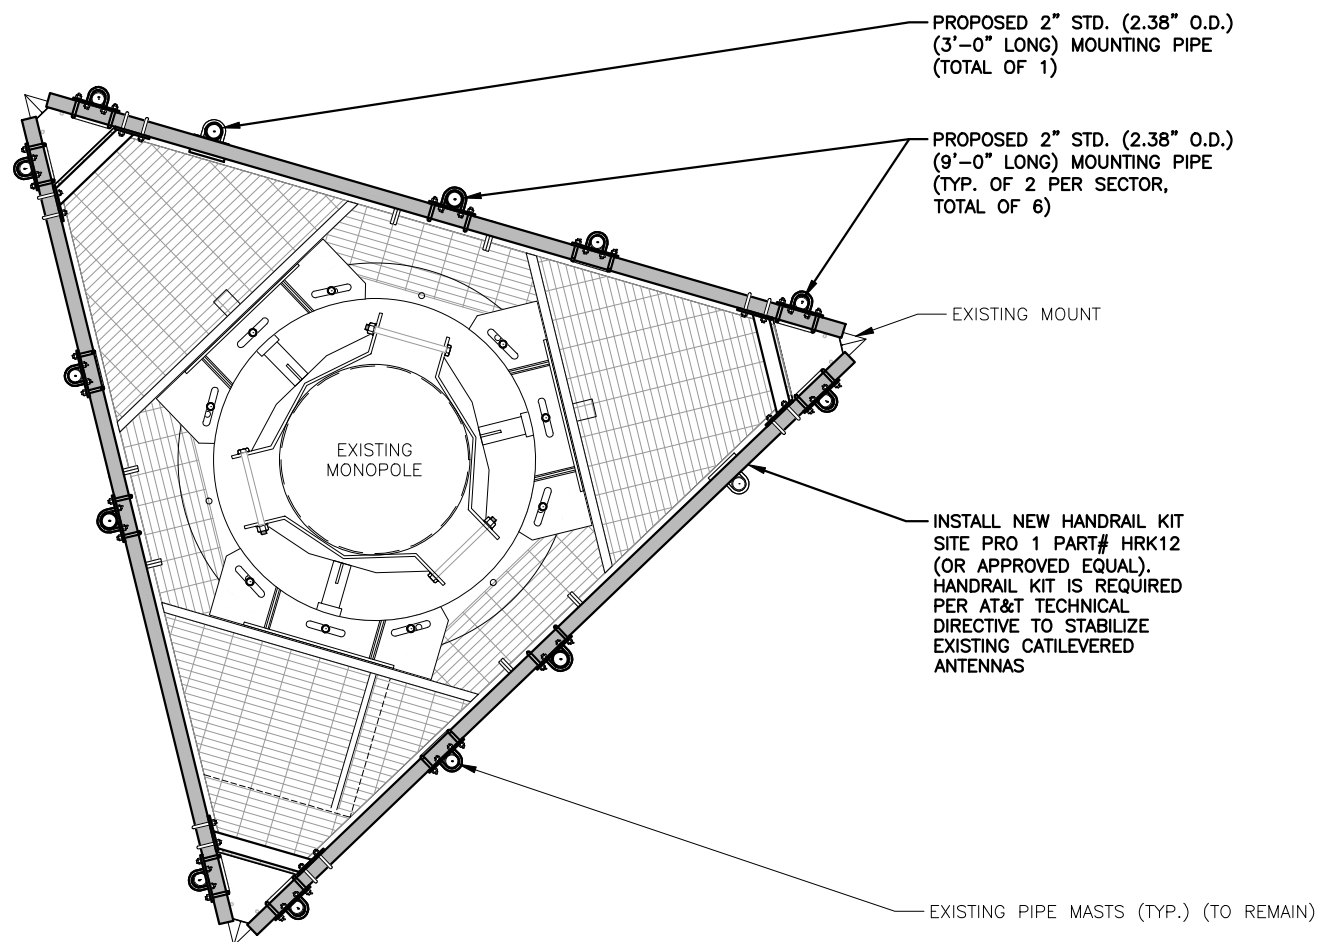 PROPOSED 2" STD. (2.38" O.D.)
(3'-0" LONG) MOUNTING PIPE
(TOTAL OF 1)
PROPOSED 2" STD. (2.38" O.D.)
(9'-0" LONG) MOUNTING PIPE
(TYP. OF 2 PER SECTOR,
TOTAL OF 6)
EXISTING MOUNT
EXISTING
MONOPOLE
INSTALL NEW HANDRAIL KIT
SITE PRO 1 PART# HRK12
(OR APPROVED EQUAL).
HANDRAIL KIT IS REQUIRED
PER AT&T TECHNICAL
DIRECTIVE TO STABILIZE
EXISTING CATILEVERED
ANTENNAS
EXISTING PIPE MASTS (TYP.) (TO REMAIN)